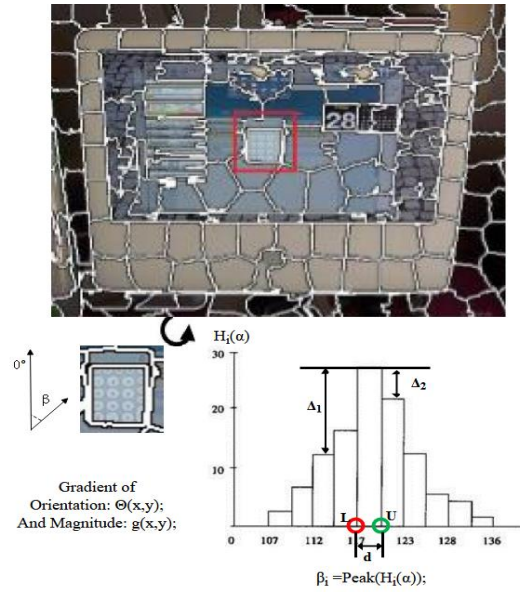 28
Hi(α)
30
20
10
Δ1
Δ2
L
U
0
107
112
117
123
128
136
d
βi =Peak(Hi(α));
0°
β
Gradient of
Orientation: Θ(x,y);
And Magnitude: g(x,y);